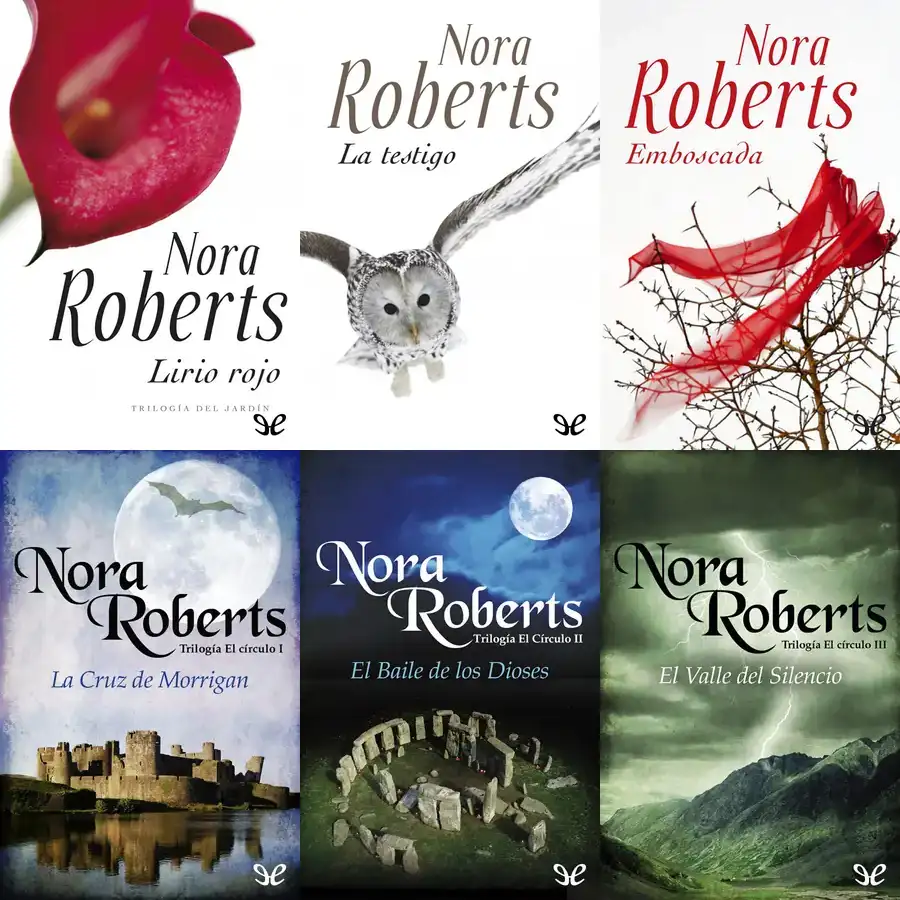 Nora
Roberts
Lirio rojo
TRILOGÍA DEL JARDÍN
Nora
Roberts
La testigo
Nora
Roberts
Emboscada
Nora
Roberts
Trilogía El círculo I
La Cruz de Morrigan
Nora
Roberts
Trilogía El Círculo II
El Baile de los Dioses
Nora
Roberts
Trilogía El círculo III
El Valle del Silencio